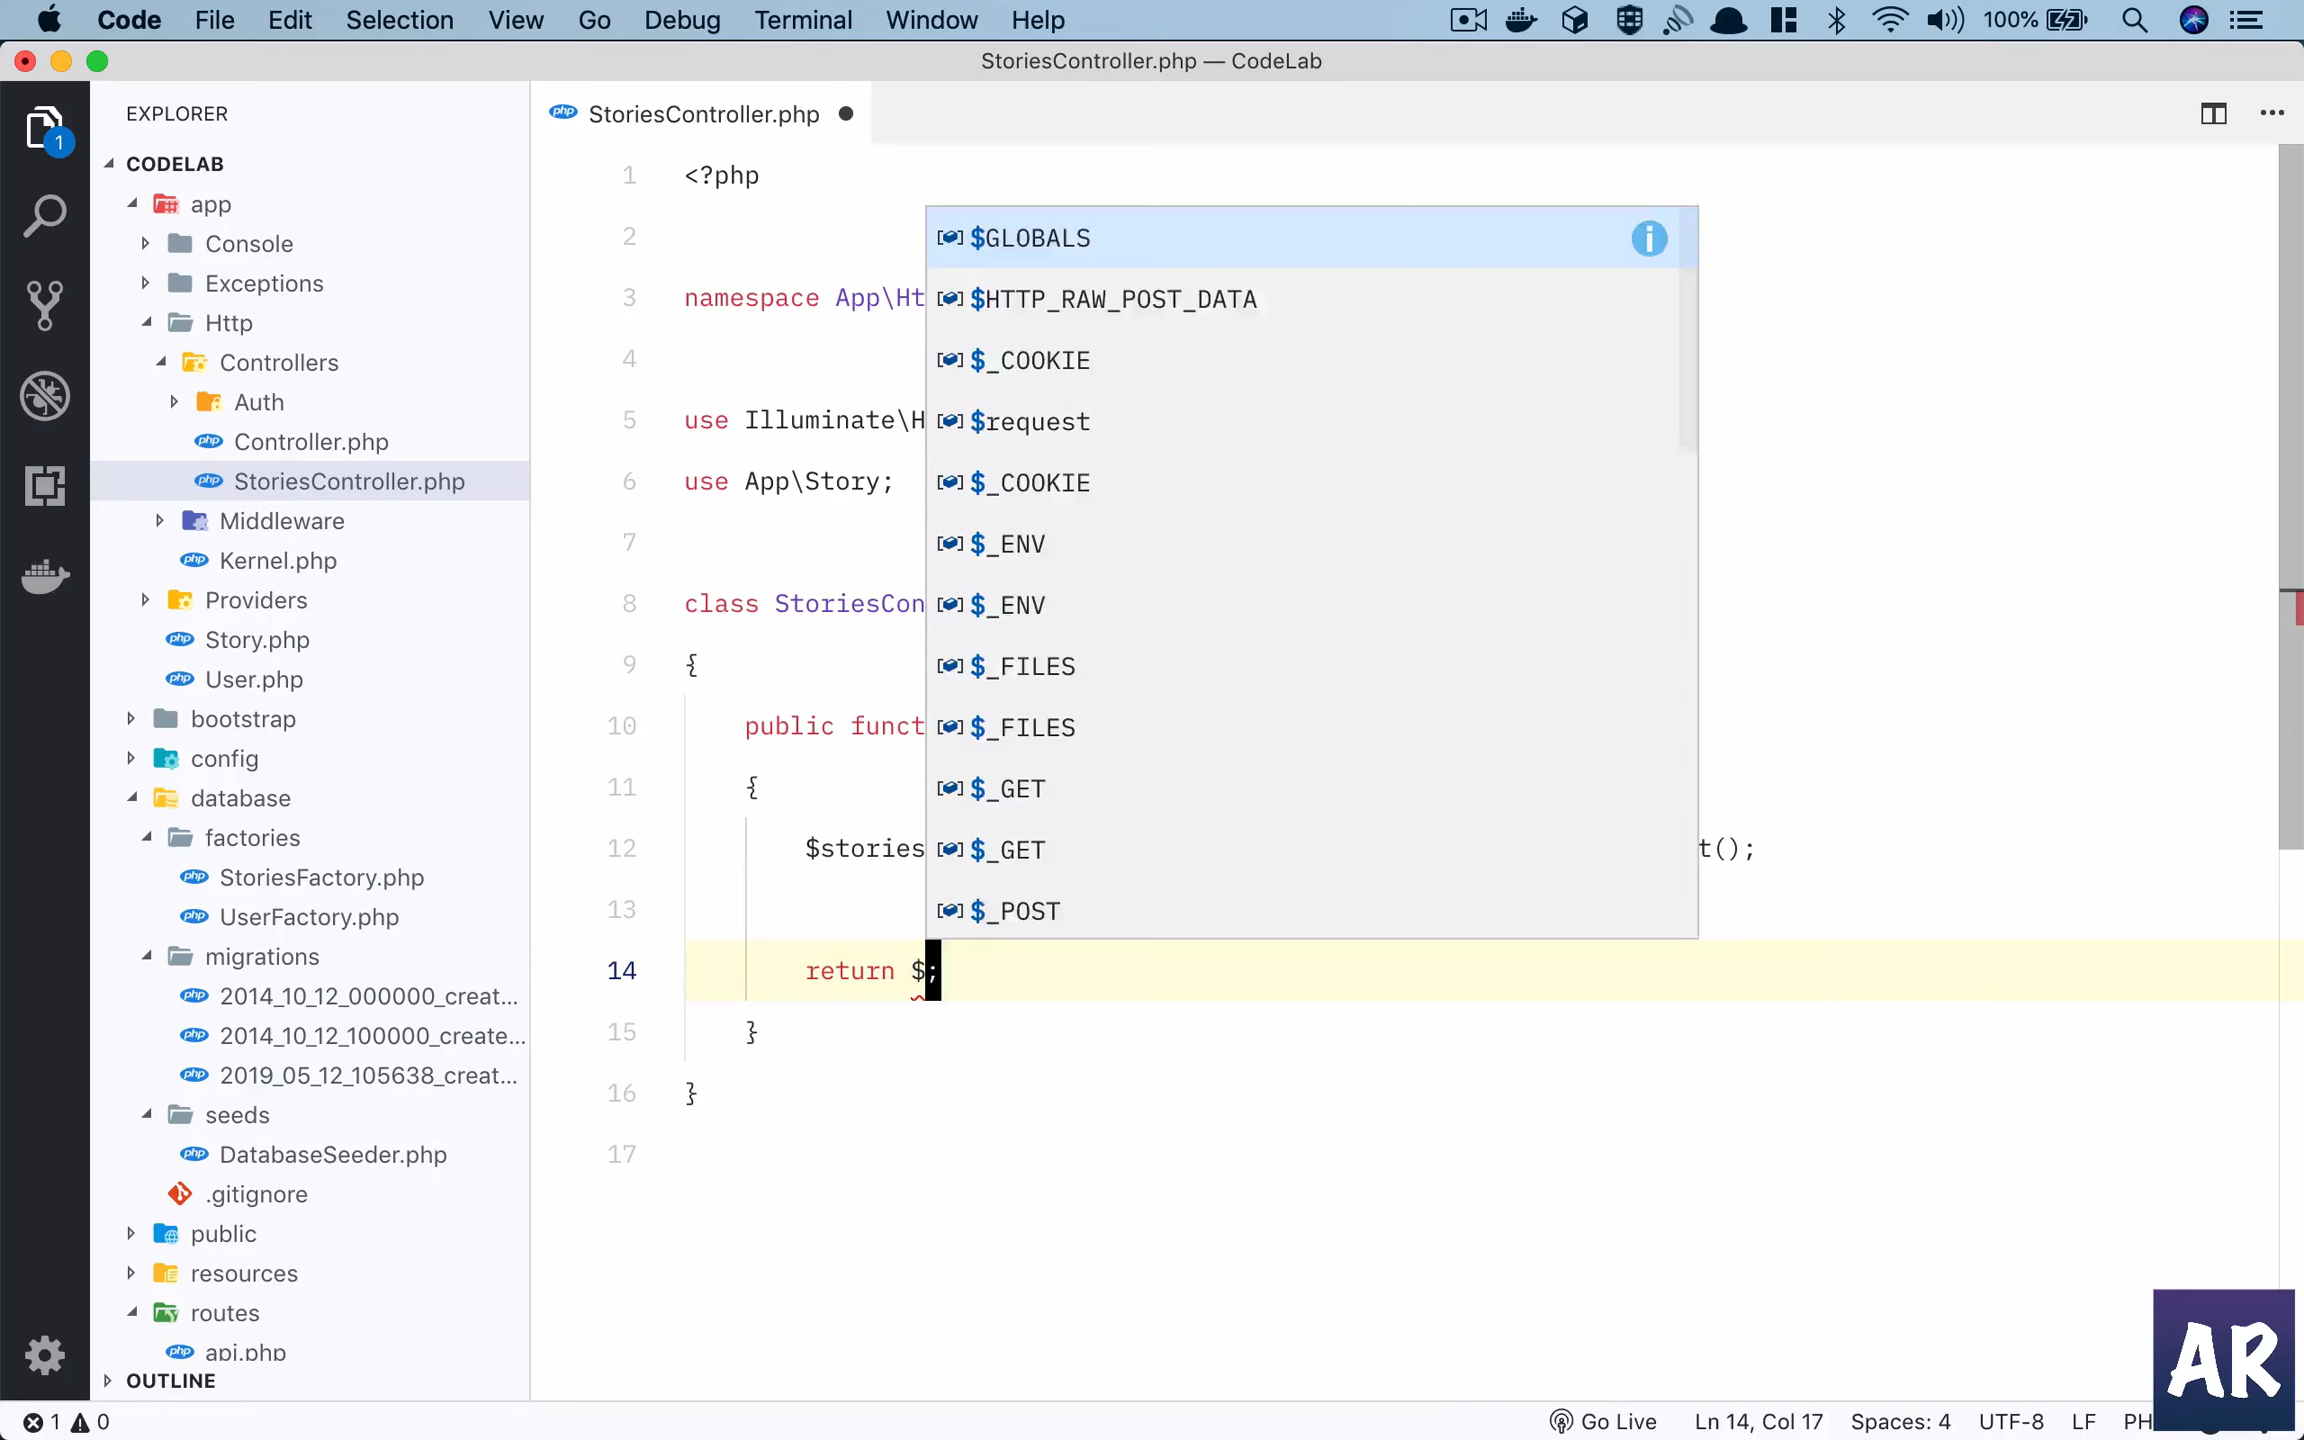 Code File Edit Selection View Go Debug Terminal Window Help 100%
StoriesController.php — CodeLab
EXPLORER
1
CODELAB
app
Console
Exceptions
Http
Controllers
Auth
Controller.php
StoriesController.php
Middleware
Kernel.php
Providers
Story.php
User.php
bootstrap
config
database
factories
StoriesFactory.php
UserFactory.php
migrations
2014_10_12_000000_creat...
2014_10_12_100000_create...
2019_05_12_105638_creat...
seeds
DatabaseSeeder.php
.gitignore
public
resources
routes
api.php
OUTLINE
php StoriesController.php
1 <?php
2
3 namespace App\Ht
4
5 use Illuminate\H
6 use App\Story;
7
8 class StoriesCon
9 {
10 public funct
11 {
12 $stories t();
13
14 return $;
15 }
16 }
17
$GLOBALS
$HTTP_RAW_POST_DATA
$_COOKIE
$request
$_COOKIE
$_ENV
$_ENV
$_FILES
$_FILES
$_GET
$_GET
$_POST
AR
1 0 Go Live Ln 14, Col 17 Spaces: 4 UTF-8 LF PH